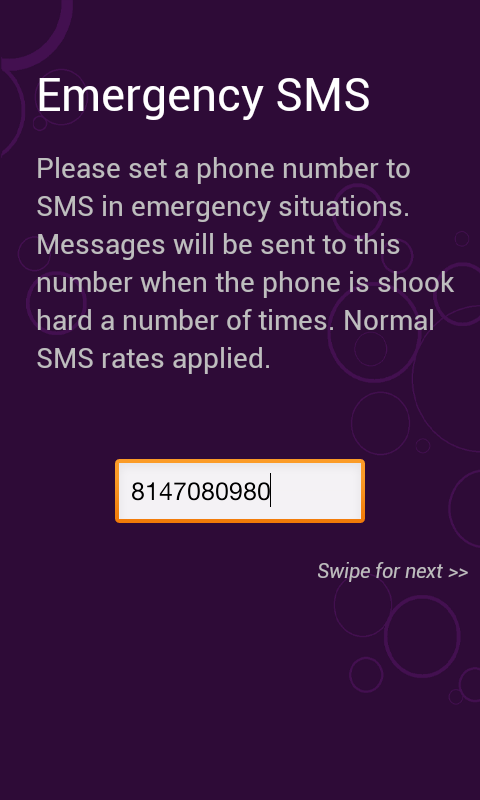 Emergency SMS
Please set a phone number to
SMS in emergency situations.
Messages will be sent to this
number when the phone is shook
hard a number of times. Normal
SMS rates applied.
8147080980
Swipe for next >>